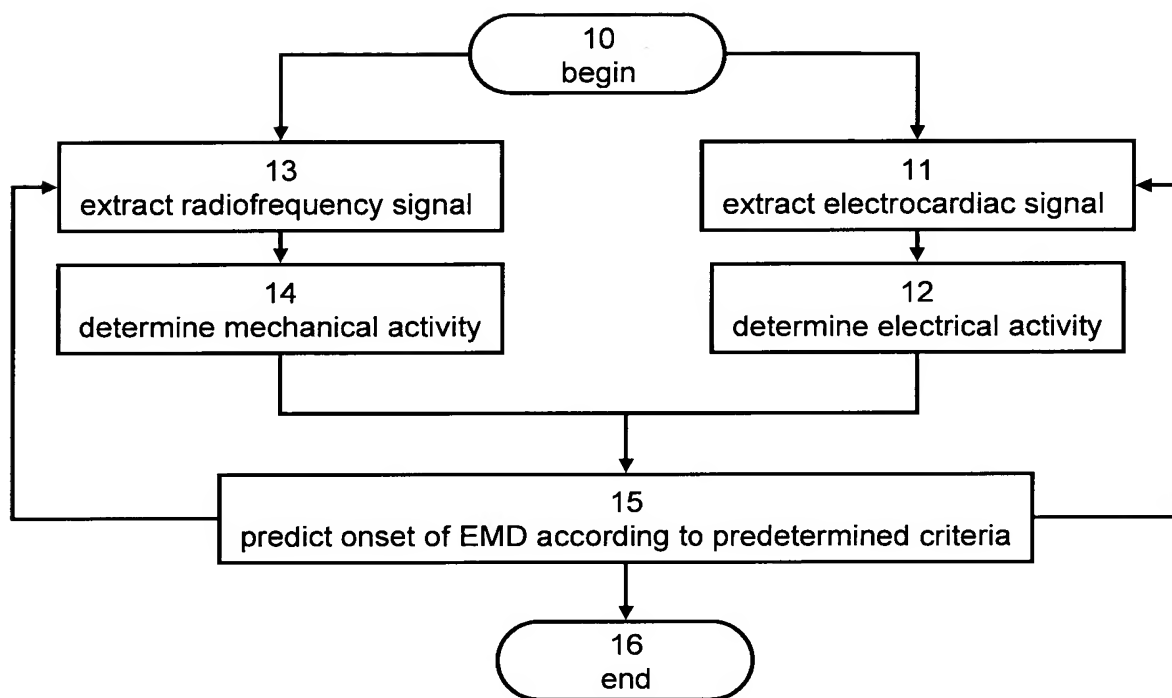 10
begin
13
extract radiofrequency signal
11
extract electrocardiac signal
14
determine mechanical activity
12
determine electrical activity
15
predict onset of EMD according to predetermined criteria
16
end